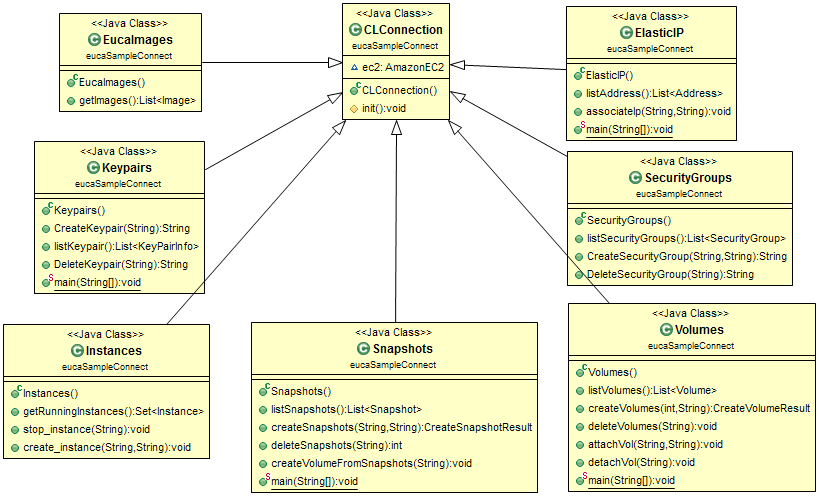 <<Java Class>>
EucaImages
eucaSampleConnect
EucaImages()
getImages():List<Image>
<<Java Class>>
CLConnection
eucaSampleConnect
ec2: AmazonEC2
CLConnection()
init():void
<<Java Class>>
ElasticIP
eucaSampleConnect
ElasticIP()
listAddress():List<Address>
associateIp(String,String):void
main(String[]):void
<<Java Class>>
Keypairs
eucaSampleConnect
Keypairs()
CreateKeypair(String):String
listKeypair():List<KeyPairInfo>
DeleteKeypair(String):String
main(String[]):void
<<Java Class>>
SecurityGroups
eucaSampleConnect
SecurityGroups()
listSecurityGroups():List<SecurityGroup>
CreateSecurityGroup(String,String):String
DeleteSecurityGroup(String):String
<<Java Class>>
Instances
eucaSampleConnect
Instances()
getRunningInstances():Set<Instance>
stop_instance(String):void
create_instance(String,String):void
<<Java Class>>
Snapshots
eucaSampleConnect
Snapshots()
listSnapshots():List<Snapshot>
createSnapshots(String,String):CreateSnapshotResult
deleteSnapshots(String):int
createVolumeFromSnapshots(String):void
main(String[]):void
<<Java Class>>
Volumes
eucaSampleConnect
Volumes()
listVolumes():List<Volume>
createVolumes(int,String):CreateVolumeResult
deleteVolumes(String):void
attachVol(String,String):void
detachVol(String):void
main(String[]):void